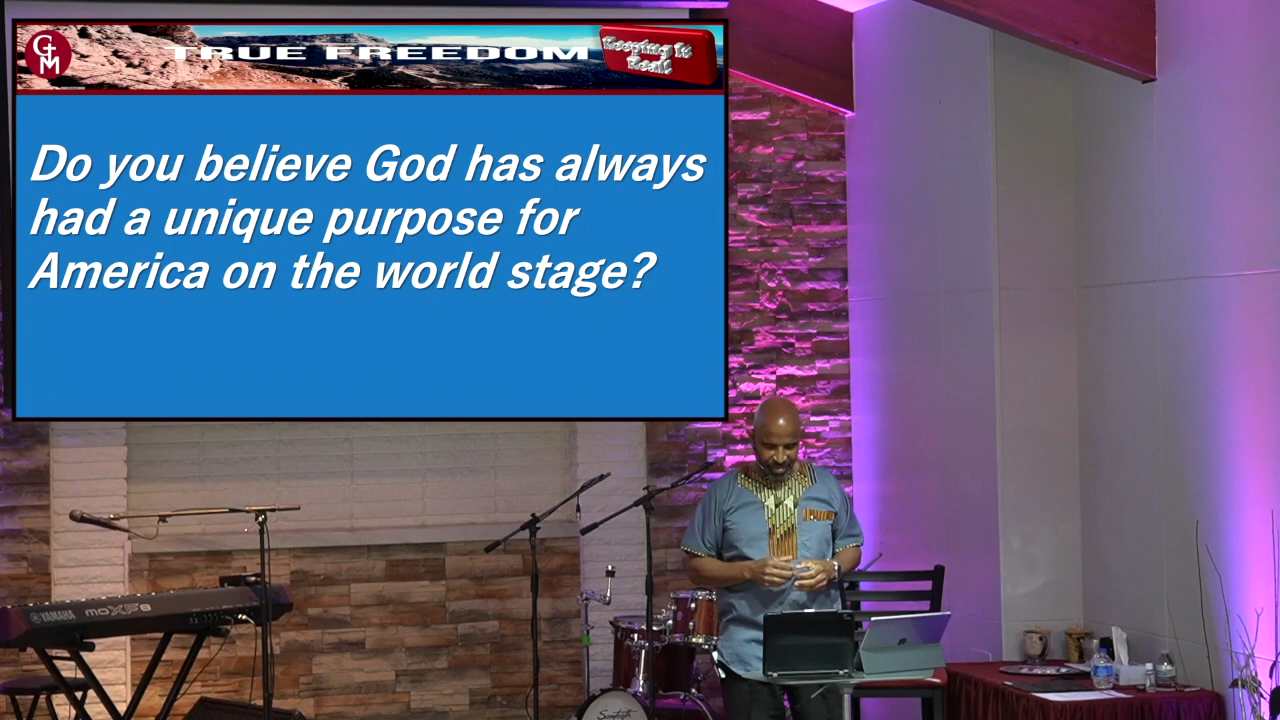 GM
TRUE FREEDOM
Keeping It
Real!
Do you believe God has always
had a unique purpose for
America on the world stage?
YAMAHA MOXF8